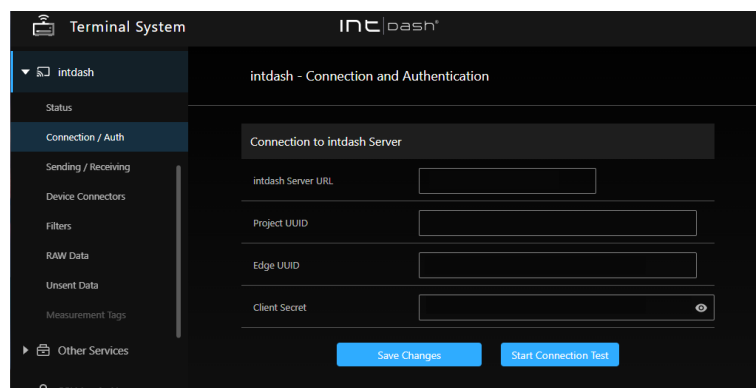 Terminal System
intdash®
intdash
intdash - Connection and Authentication
Status
Connection / Auth
Connection to intdash Server
Sending / Receiving
intdash Server URL
Device Connectors
Filters
Project UUID
RAW Data
Edge UUID
Unsent Data
Client Secret
Measurement Tags
Other Services
Save Changes
Start Connection Test